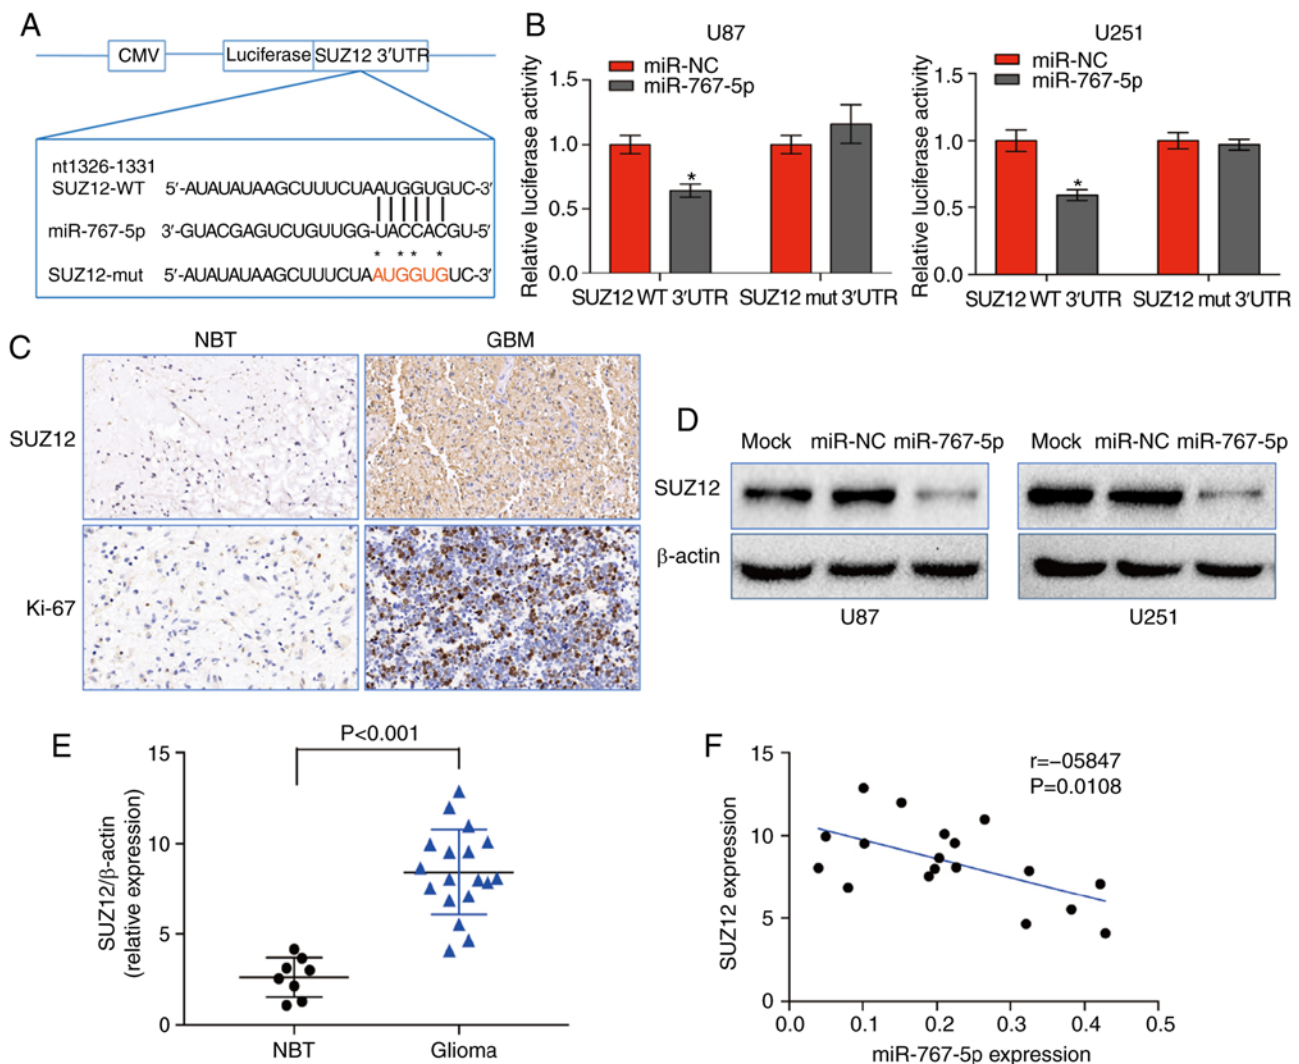 A
CMV
Luciferase
SUZ12 3′UTR
nt1326-1331
SUZ12-WT 5′-AUAUAUAAGCUUUCUAAUGGUGUC-3′
miR-767-5p 3′-GUACGAGUCUGUUGG-UACCACGU-5′
* * * *
SUZ12-mut 5′-AUAUAUAAGCUUUCUAAUGGUGUC-3′
B
U87
miR-NC
miR-767-5p
Relative luciferase activity
1.5
1.0
0.5
0.0
*
SUZ12 WT 3′UTR
SUZ12 mut 3′UTR
U251
miR-NC
miR-767-5p
Relative luciferase activity
1.5
1.0
0.5
0.0
*
SUZ12 WT 3′UTR
SUZ12 mut 3′UTR
C
NBT
GBM
SUZ12
Ki-67
D
Mock miR-NC miR-767-5p
Mock miR-NC miR-767-5p
SUZ12
β-actin
U87
U251
E
P<0.001
SUZ12/β-actin
(relative expression)
15
10
5
0
NBT
Glioma
F
r=−05847
P=0.0108
SUZ12 expression
15
10
5
0
0.0 0.1 0.2 0.3 0.4 0.5
miR-767-5p expression